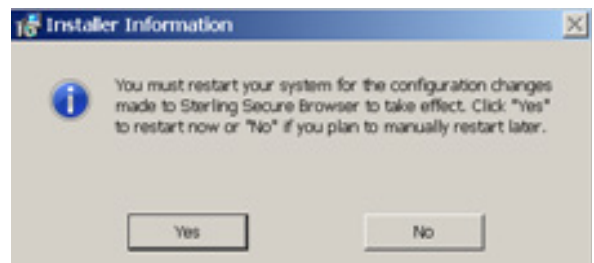 Installer Information
You must restart your system for the configuration changes
made to Sterling Secure Browser to take effect. Click "Yes"
to restart now or "No" if you plan to manually restart later.
Yes
No